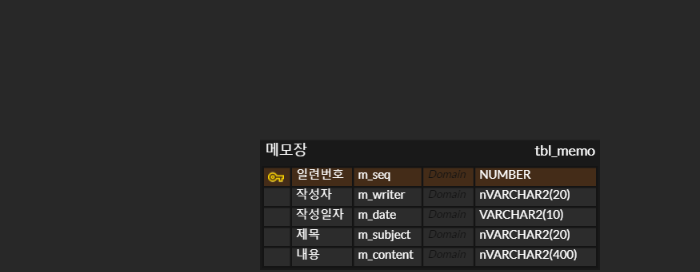 메모장 tbl_memo
일련번호 m_seq Domain NUMBER
작성자 m_writer Domain nVARCHAR2(20)
작성일자 m_date Domain VARCHAR2(10)
제목 m_subject Domain nVARCHAR2(20)
내용 m_content Domain nVARCHAR2(400)